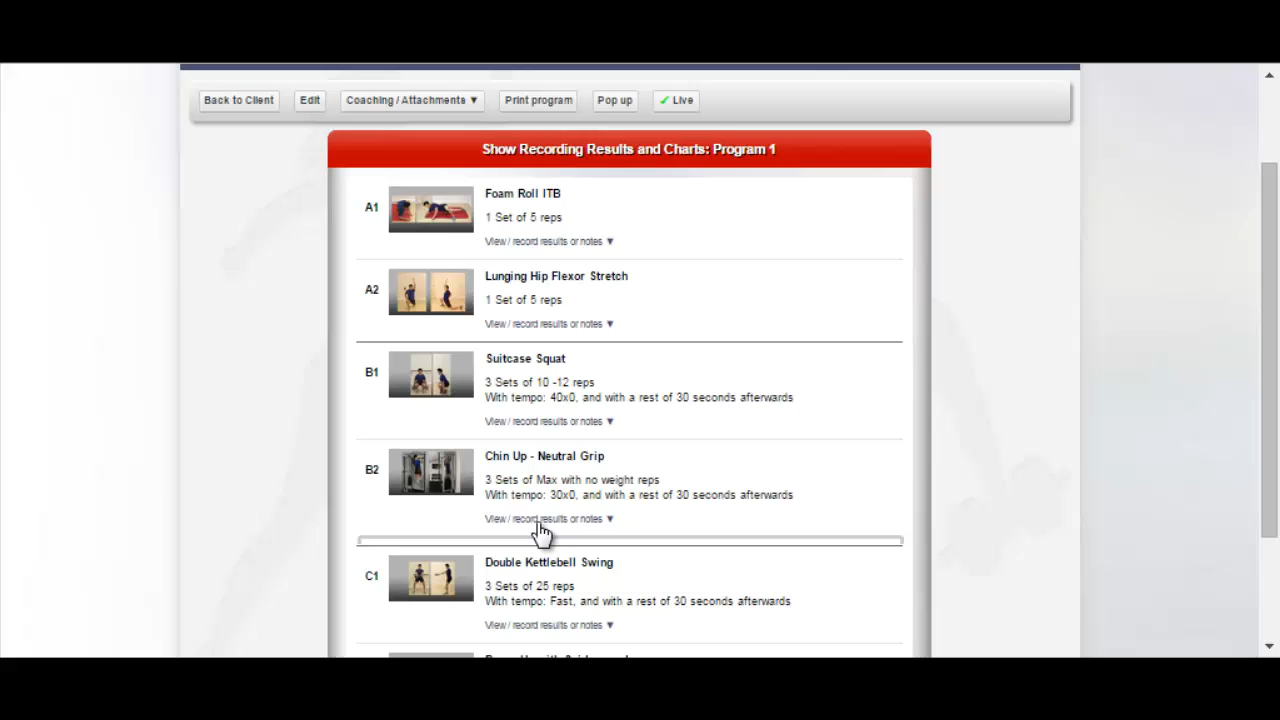 Back to Client Edit Coaching / Attachments ▼ Print program Pop up ✓ Live
Show Recording Results and Charts: Program 1
A1
Foam Roll ITB
1 Set of 5 reps
View / record results or notes ▼
A2
Lunging Hip Flexor Stretch
1 Set of 5 reps
View / record results or notes ▼
B1
Suitcase Squat
3 Sets of 10 -12 reps
With tempo: 40x0, and with a rest of 30 seconds afterwards
View / record results or notes ▼
B2
Chin Up - Neutral Grip
3 Sets of Max with no weight reps
With tempo: 30x0, and with a rest of 30 seconds afterwards
View / record results or notes ▼
C1
Double Kettlebell Swing
3 Sets of 25 reps
With tempo: Fast, and with a rest of 30 seconds afterwards
View / record results or notes ▼